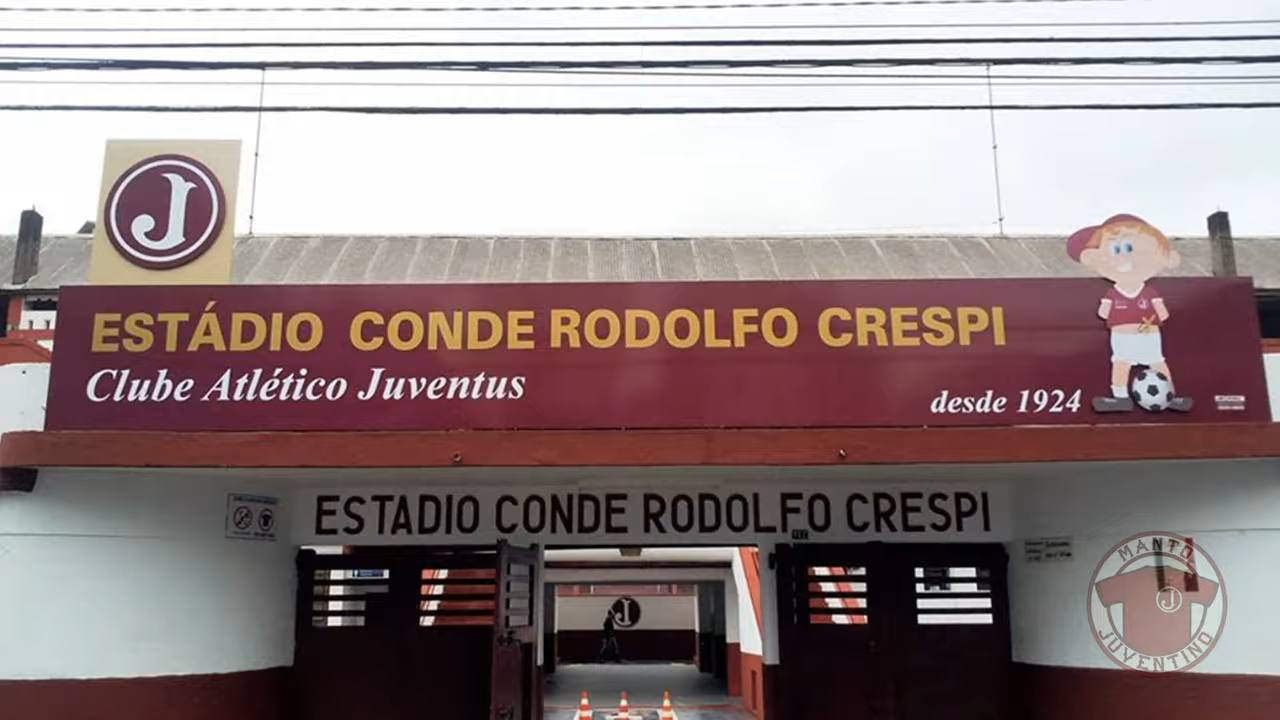 J
ESTÁDIO CONDE RODOLFO CRESPI
Clube Atlético Juventus
desde 1924
ESTADIO CONDE RODOLFO CRESPI
J
MANTO
J
JUVENTINO